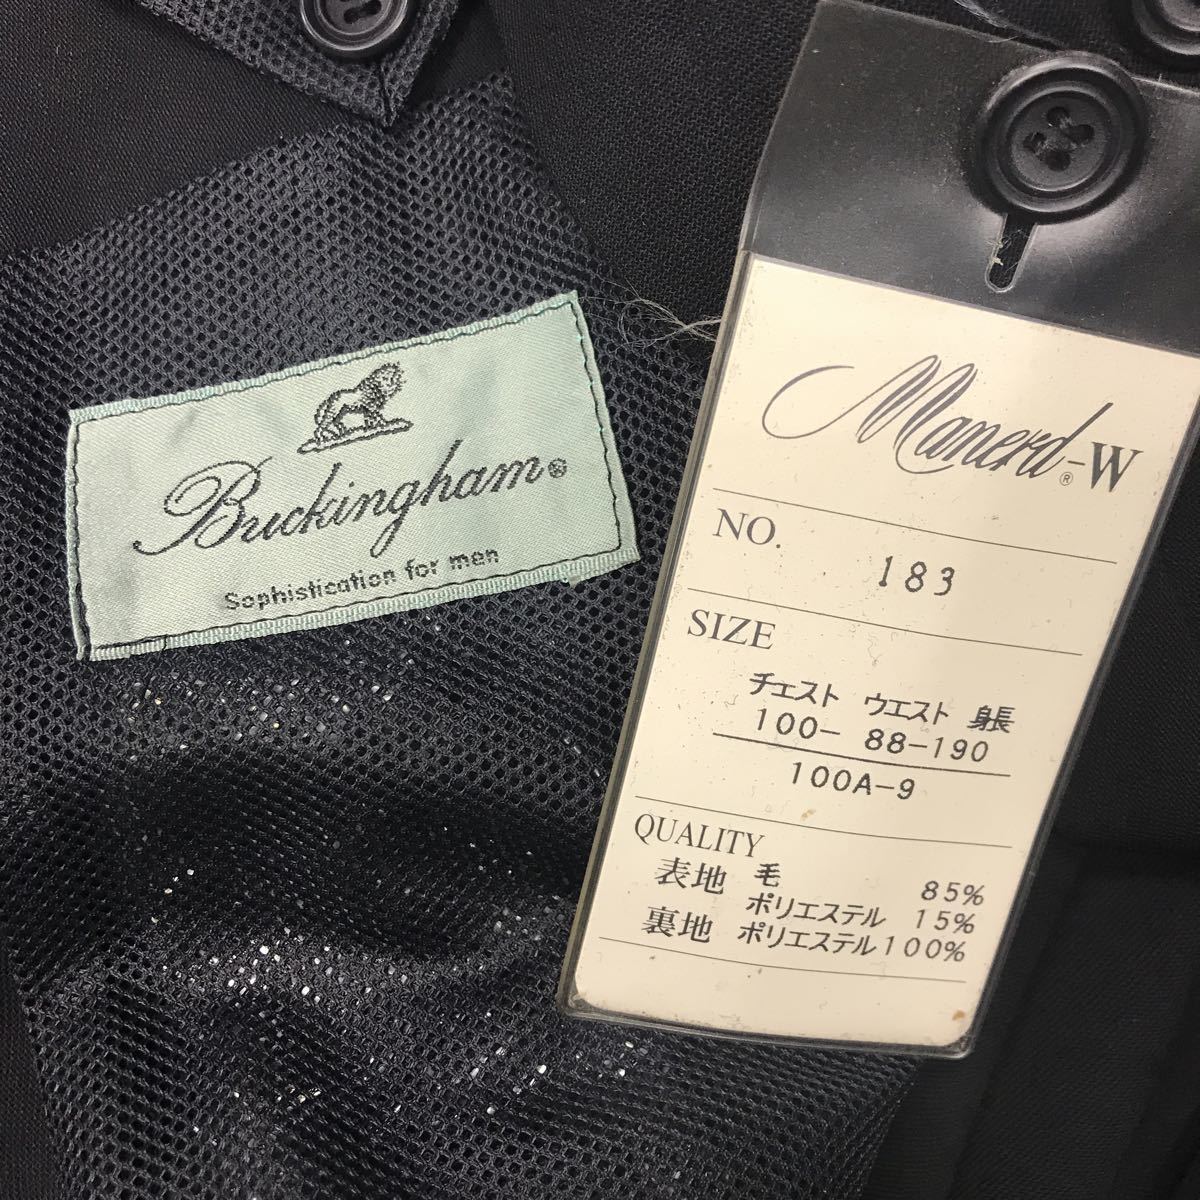 Buckingham®
Sophistication for men
Manerd®-W
NO. 183
SIZE
チェスト ウエスト 身長
100- 88-190
100A-9
QUALITY
表地 毛 85%
ポリエステル 15%
裏地 ポリエステル100%